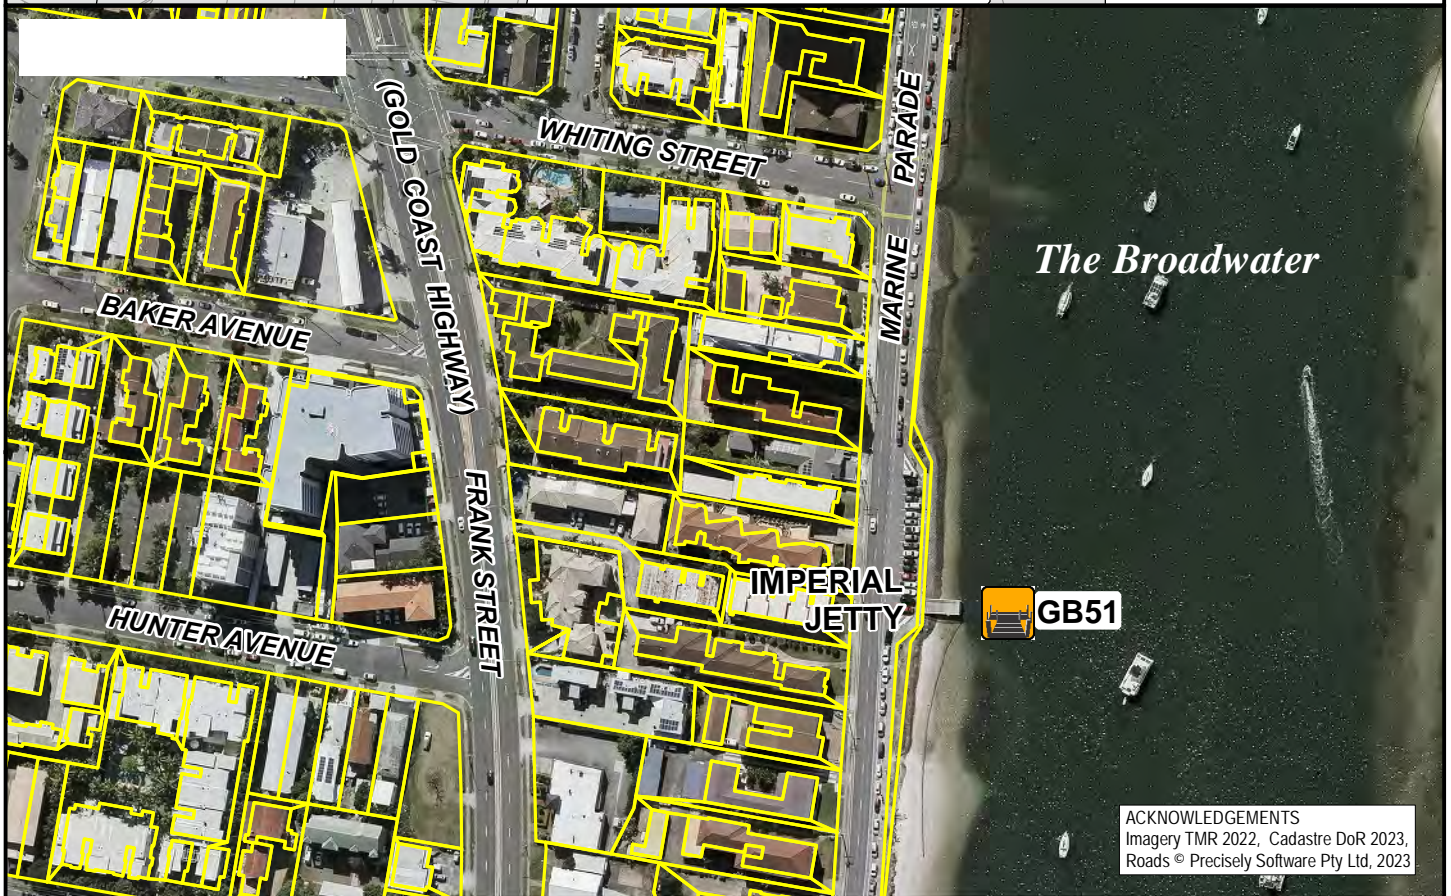 (GOLD COAST HIGHWAY)
WHITING STREET
PARADE
MARINE
The Broadwater
BAKER AVENUE
FRANK STREET
IMPERIAL
JETTY
GB51
HUNTER AVENUE
ACKNOWLEDGEMENTS
Imagery TMR 2022, Cadastre DoR 2023,
Roads © Precisely Software Pty Ltd, 2023